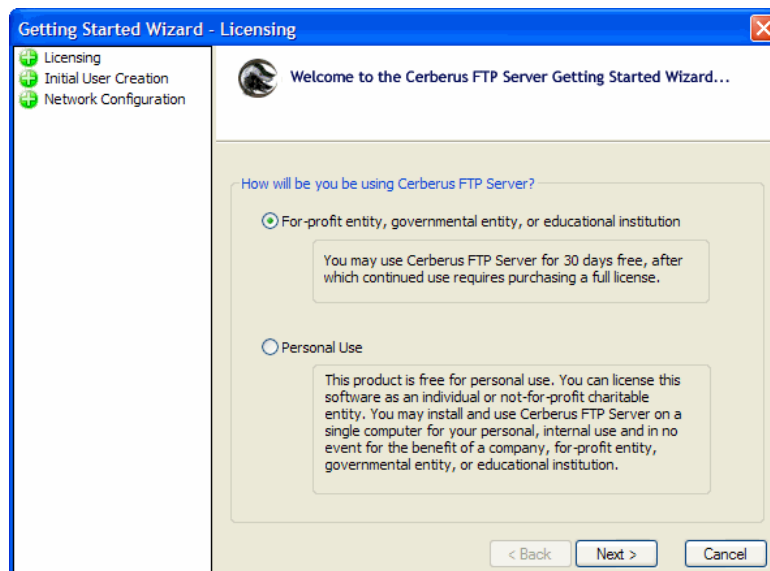 Getting Started Wizard - Licensing
Licensing
Initial User Creation
Network Configuration
Welcome to the Cerberus FTP Server Getting Started Wizard...
How will be you be using Cerberus FTP Server?
For-profit entity, governmental entity, or educational institution
You may use Cerberus FTP Server for 30 days free, after
which continued use requires purchasing a full license.
Personal Use
This product is free for personal use. You can license this
software as an individual or not-for-profit charitable
entity. You may install and use Cerberus FTP Server on a
single computer for your personal, internal use and in no
event for the benefit of a company, for-profit entity,
governmental entity, or educational institution.
< Back
Next >
Cancel